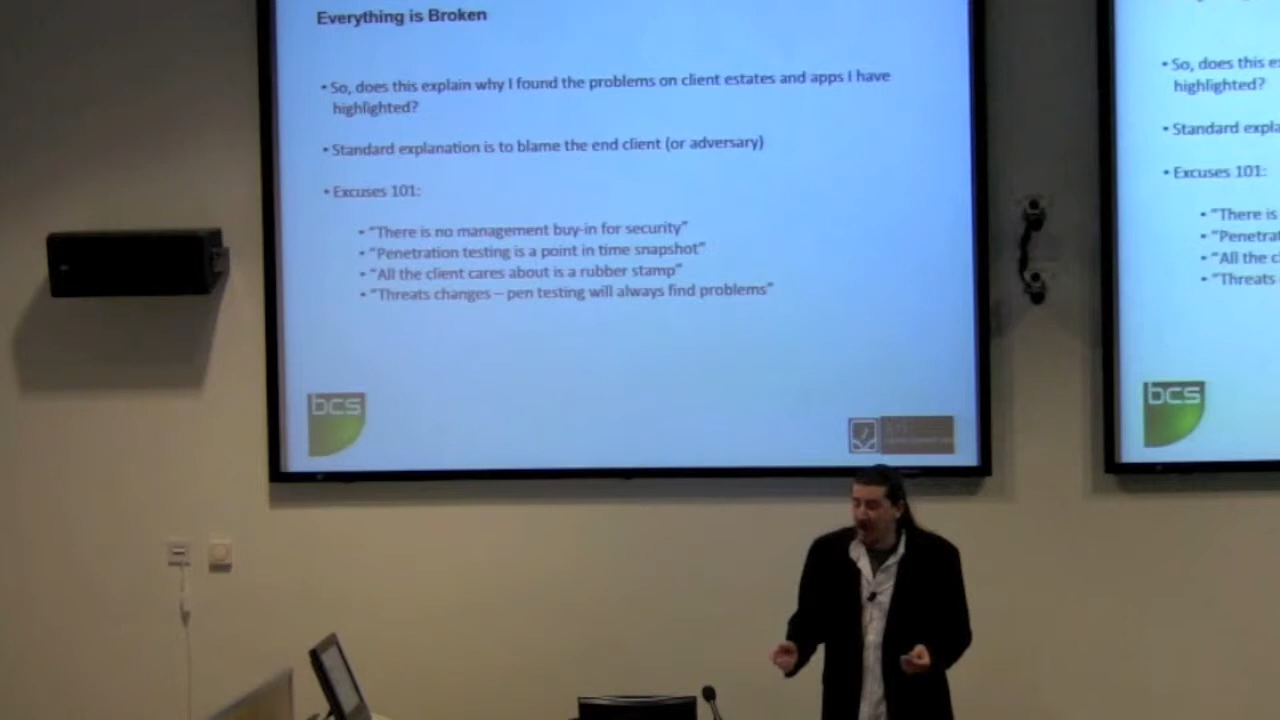 Everything is Broken
• So, does this explain why I found the problems on client estates and apps I have
highlighted?
• Standard explanation is to blame the end client (or adversary)
• Excuses 101:
• "There is no management buy-in for security"
• "Penetration testing is a point in time snapshot"
• "All the client cares about is a rubber stamp"
• "Threats changes – pen testing will always find problems"
bcs
• So, does this e
highlighted?
• Standard expla
• Excuses 101:
• "There is
• "Penetrat
• "All the c
• "Threats
bcs